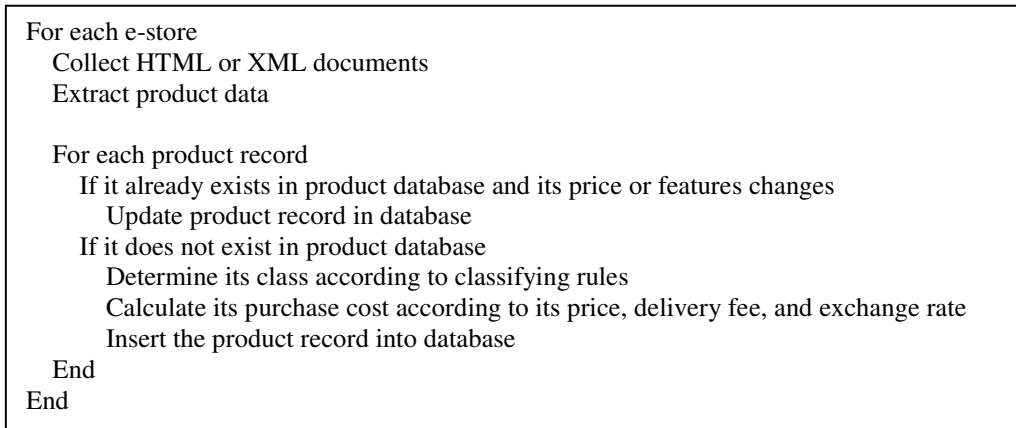 For each e-store
Collect HTML or XML documents
Extract product data
For each product record
If it already exists in product database and its price or features changes
Update product record in database
If it does not exist in product database
Determine its class according to classifying rules
Calculate its purchase cost according to its price, delivery fee, and exchange rate
Insert the product record into database
End
End